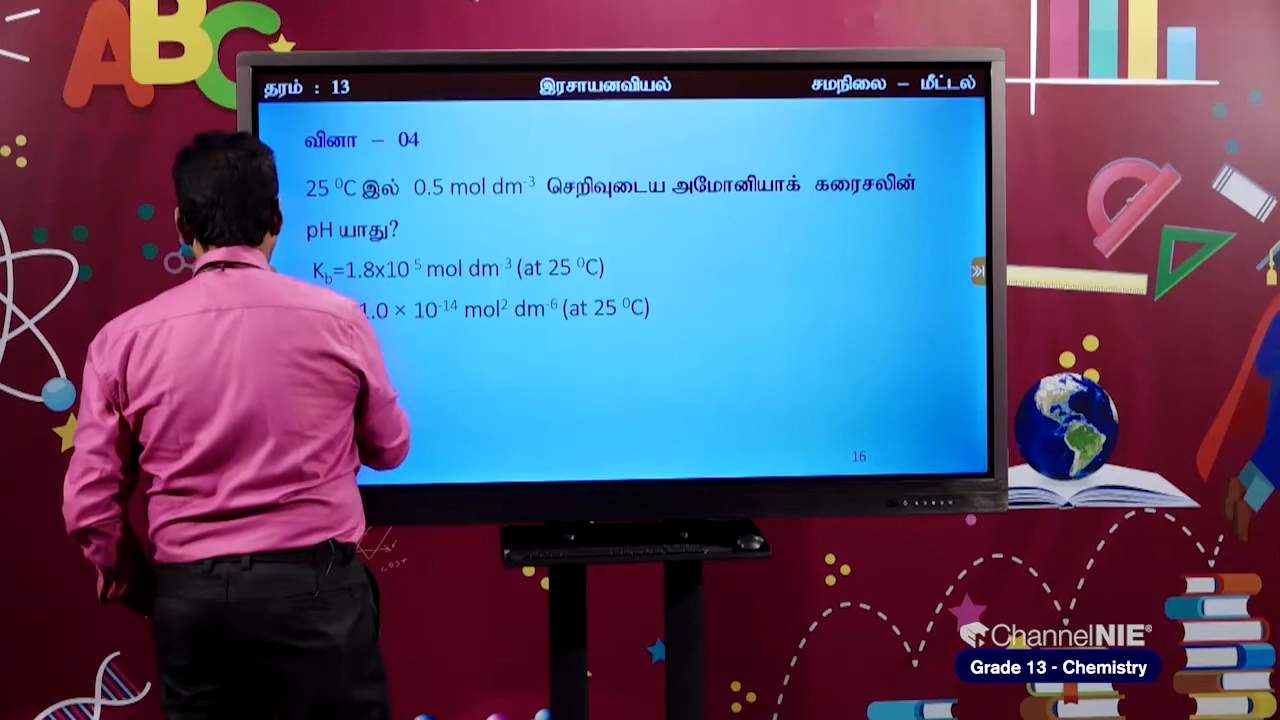 ABC
தரம் : 13 இரசாயனவியல் சமநிலை – மீட்டல்
வினா – 04
25 ⁰C இல் 0.5 mol dm⁻³ செறிவுடைய அமோனியாக் கரைசலின்
pH யாது?
K_b=1.8x10 ⁵ mol dm⁻³ (at 25 ⁰C)
1.0 × 10⁻¹⁴ mol² dm⁻⁶ (at 25 ⁰C)
16
ChannelNIE®
Grade 13 - Chemistry